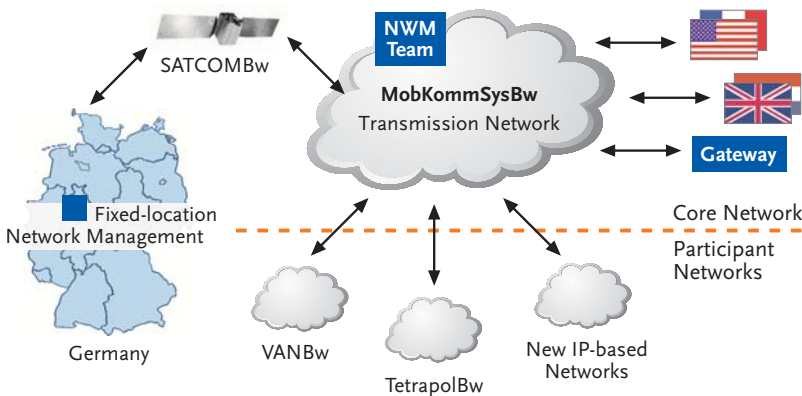 NWM
Team
SATCOMBw
MobKommSysBw
Transmission Network
Gateway
Fixed-location
Network Management
Core Network
Participant
Networks
Germany
VANBw
TetrapolBw
New IP-based
Networks